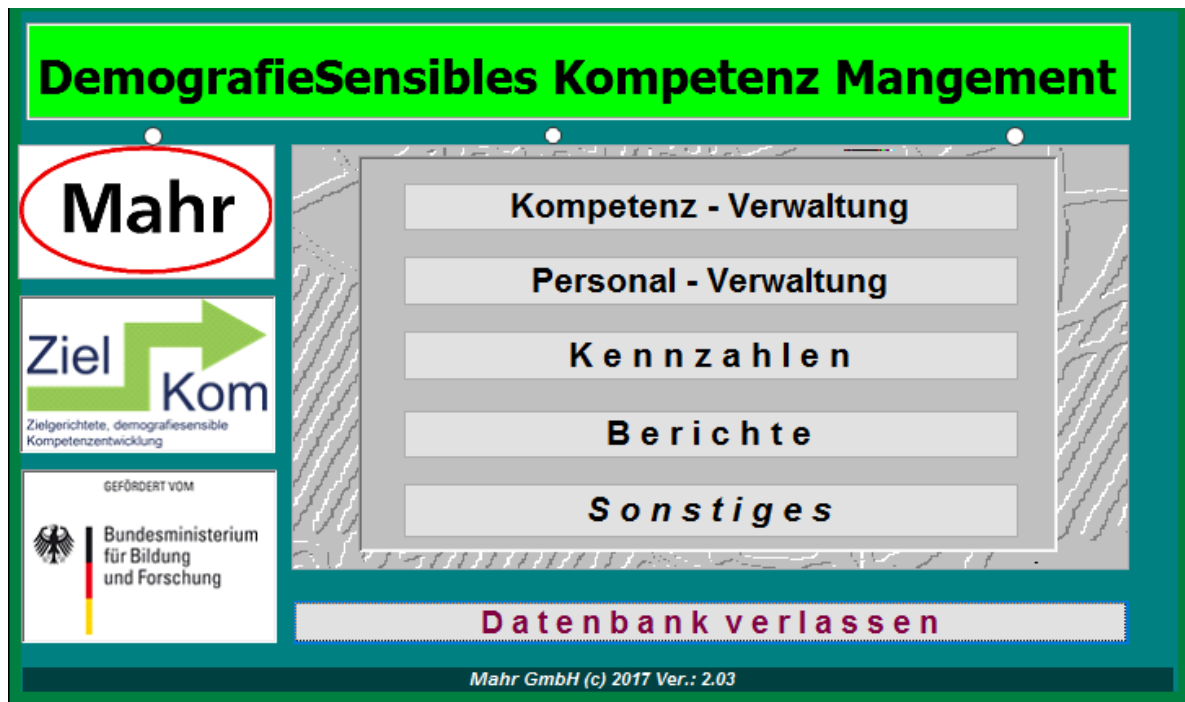 DemografieSensibles Kompetenz Mangement
Mahr
Ziel
Kom
Zielgerichtete, demografiesensible
Kompetenzentwicklung
GEFÖRDERT VOM
Bundesministerium
für Bildung
und Forschung
Kompetenz - Verwaltung
Personal - Verwaltung
Kennzahlen
Berichte
Sonstiges
Datenbank verlassen
Mahr GmbH (c) 2017 Ver.: 2.03